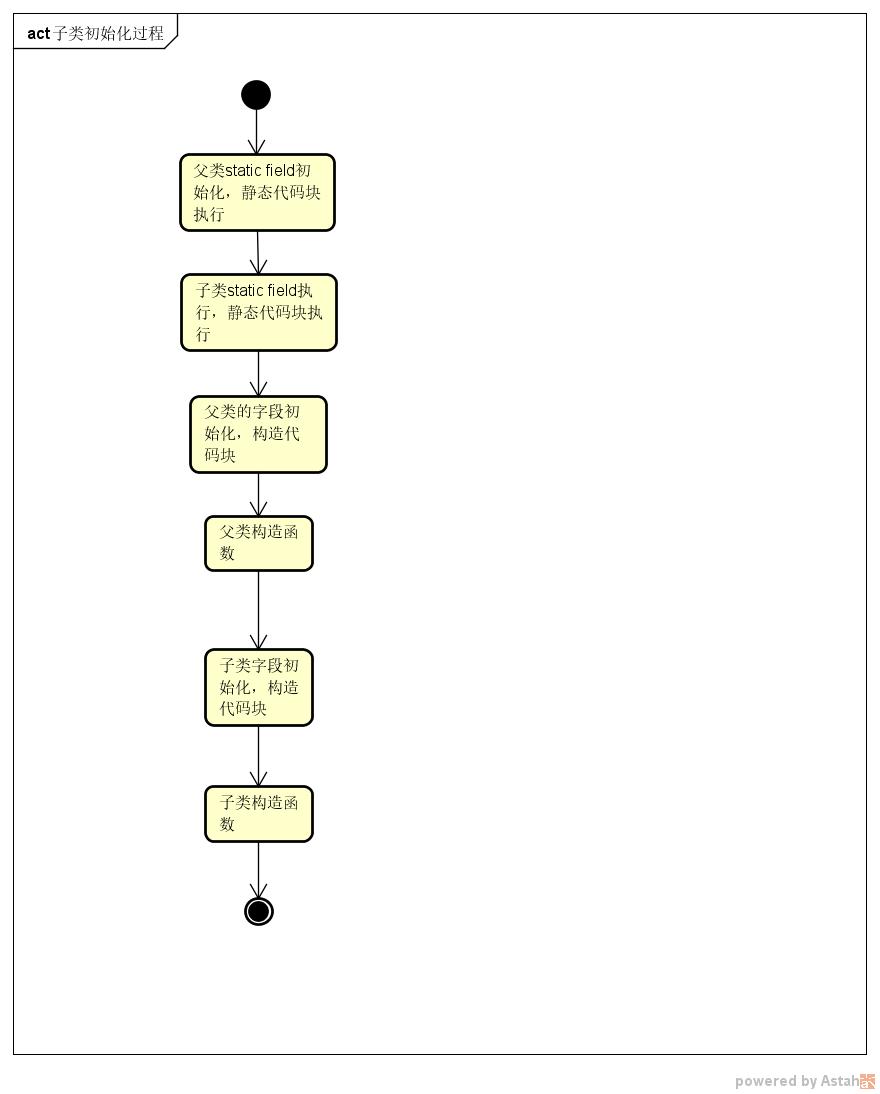 act 子类初始化过程
父类static field初
始化，静态代码块
执行
子类static field执
行，静态代码块执
行
父类的字段初
始化，构造代
码块
父类构造函
数
子类字段初
始化，构造
代码块
子类构造函
数
powered by Astah